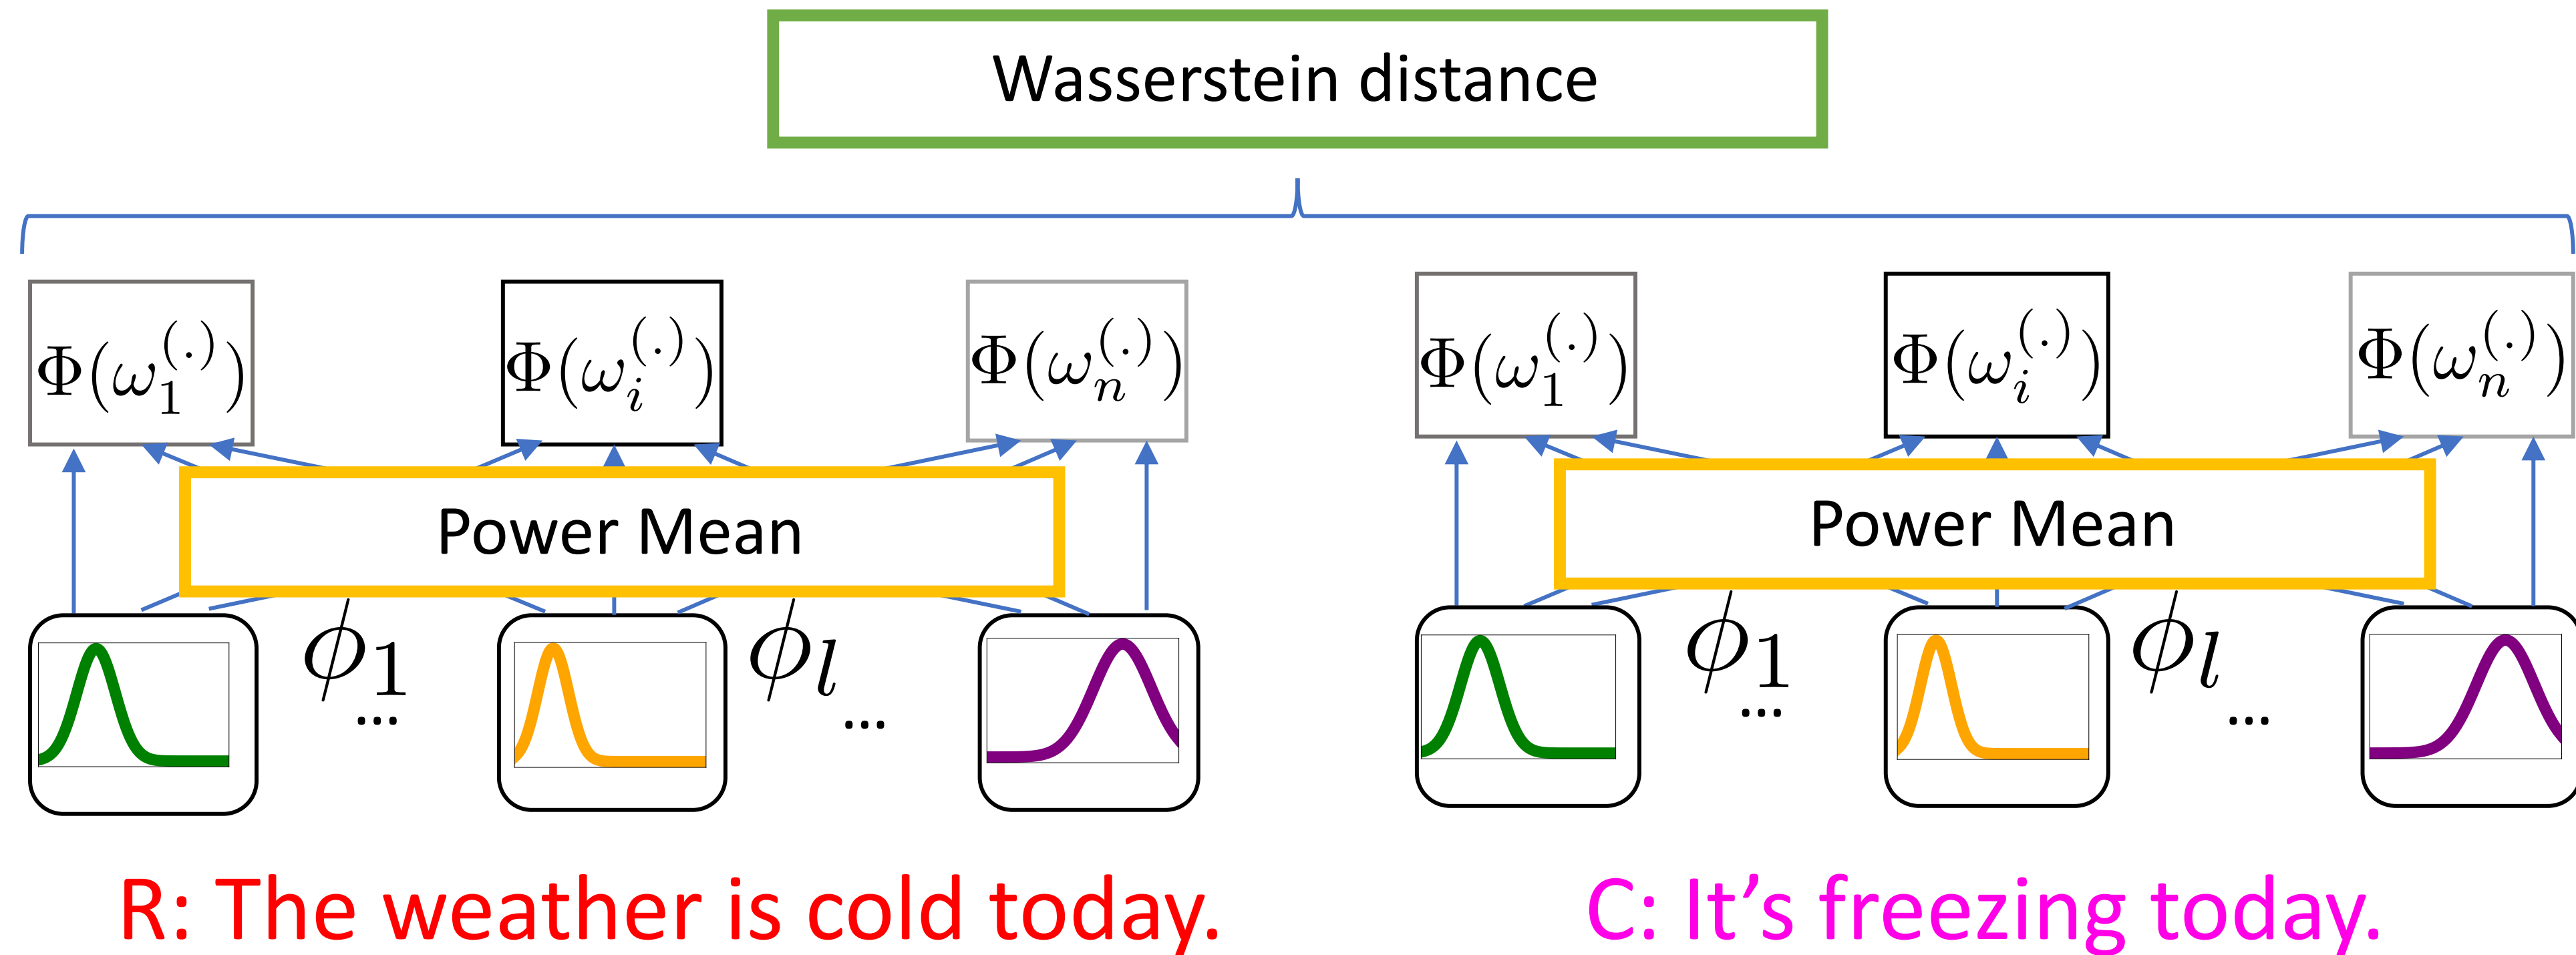 Wasserstein distance
Φ(ω₁⁽·⁾) Φ(ωᵢ⁽·⁾) Φ(ωₙ⁽·⁾) Φ(ω₁⁽·⁾) Φ(ωᵢ⁽·⁾) Φ(ωₙ⁽·⁾)
Power Mean Power Mean
ϕ₁ ... ϕₗ ... ϕ₁ ... ϕₗ ...
R: The weather is cold today. C: It’s freezing today.